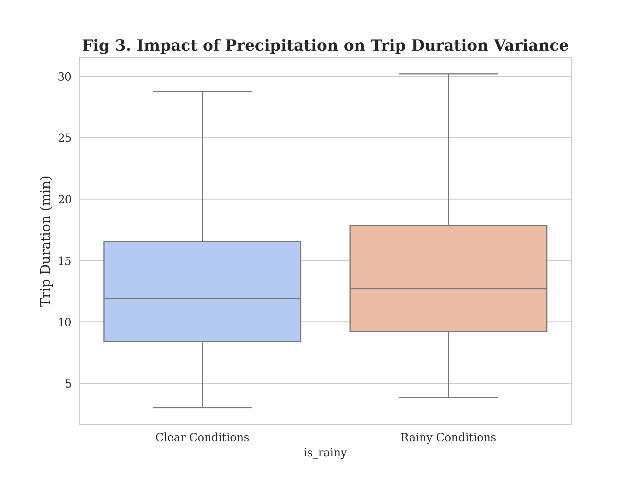 Fig 3. Impact of Precipitation on Trip Duration Variance
Trip Duration (min)
30
25
20
15
10
5
Clear Conditions
Rainy Conditions
is_rainy